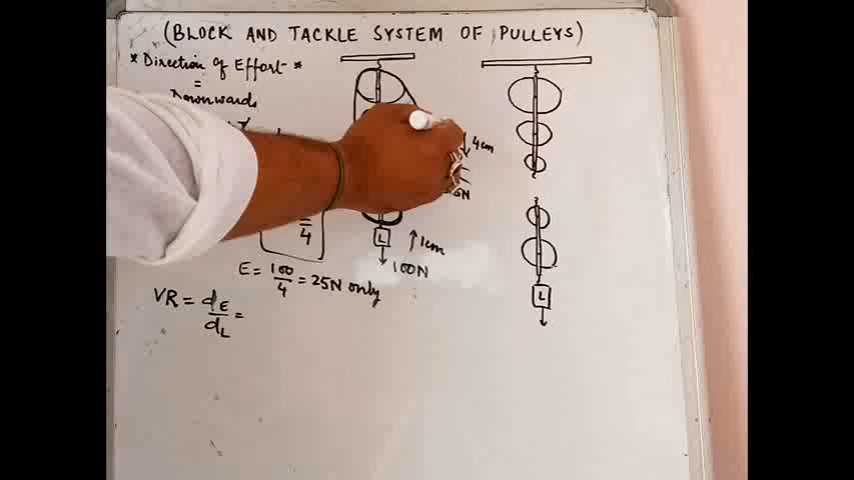 (BLOCK AND TACKLE SYSTEM OF PULLEYS)
* Direction of Effort *
=
Downwards
4cm
4
L
1cm
100N
E = 100/4 = 25N only
VR = dE/dL =
L